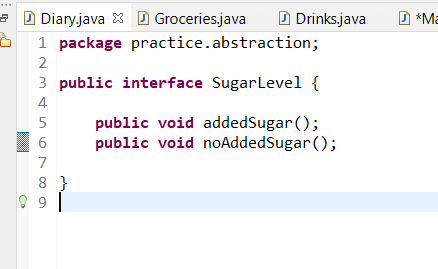 Diary.java Groceries.java Drinks.java *Ma
1 package practice.abstraction;
2
3 public interface SugarLevel {
4
5 public void addedSugar();
6 public void noAddedSugar();
7
8 }
9